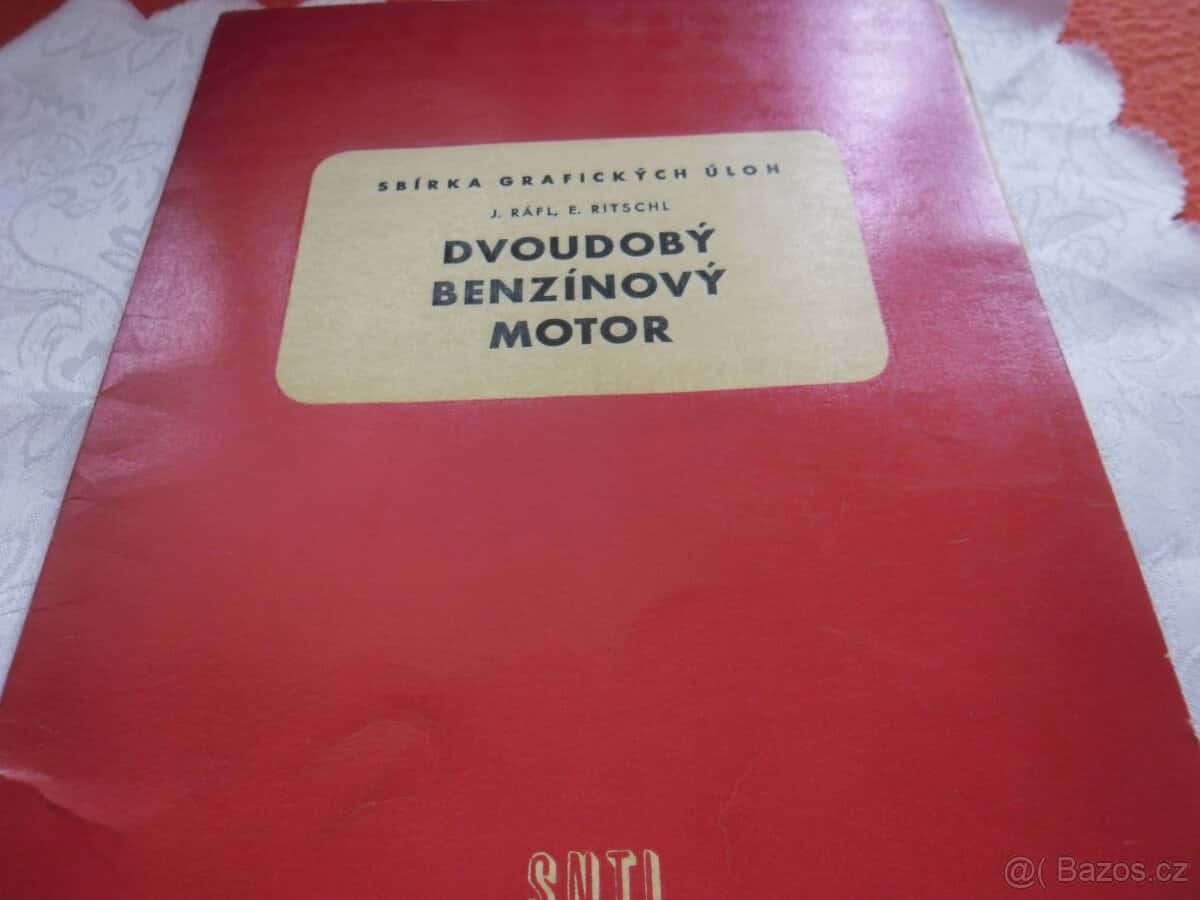 SBÍRKA GRAFICKÝCH ÚLOH
J. RÁFL, E. RITSCHL
DVOUDOBÝ
BENZÍNOVÝ
MOTOR
SNTL
@( Bazos.cz